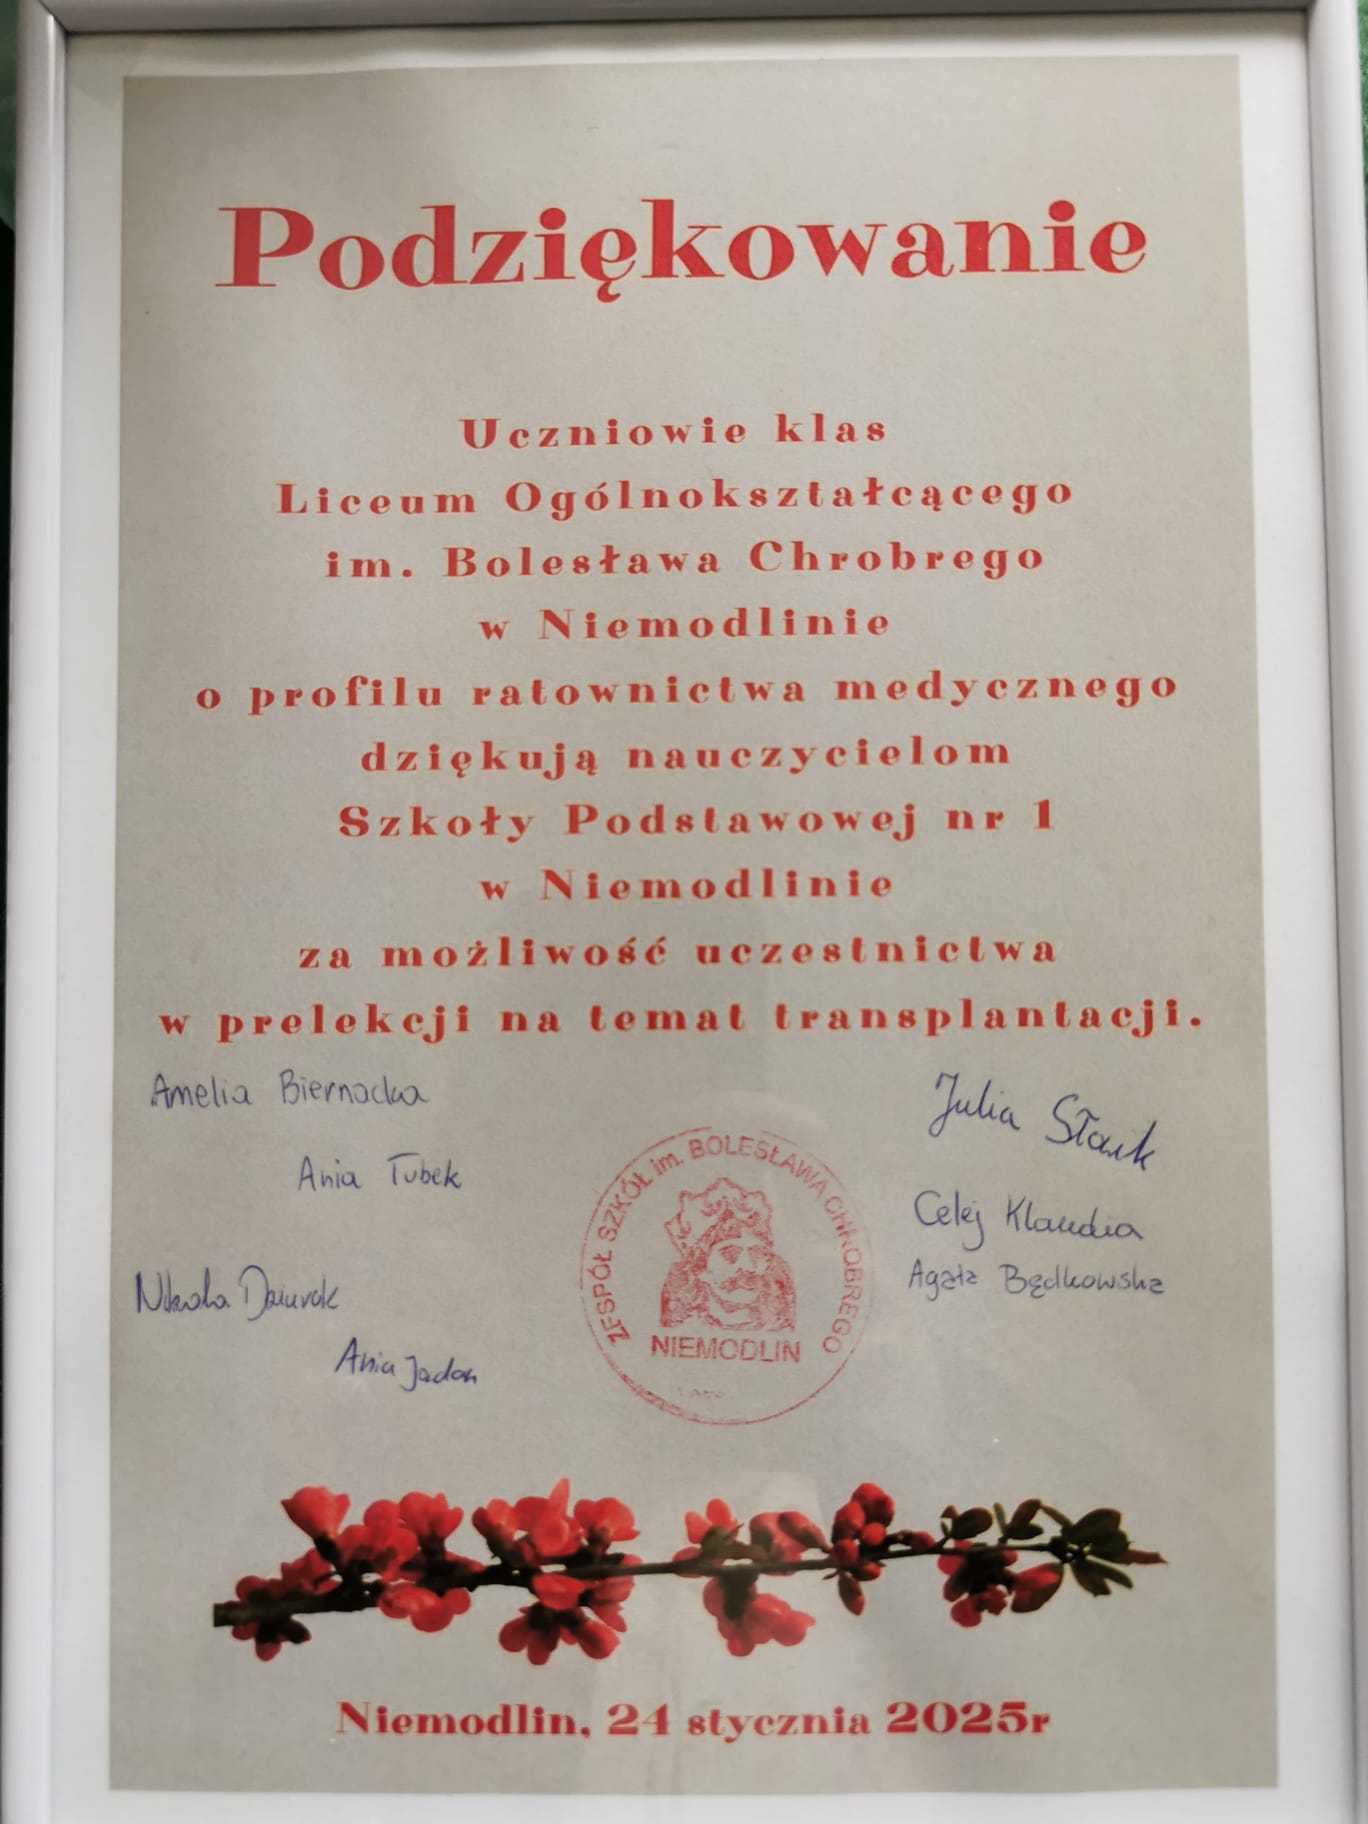 Podziękowanie
Uczniowie klas
Liceum Ogólnokształcącego
im. Bolesława Chrobrego
w Niemodlinie
o profilu ratownictwa medycznego
dziękują nauczycielom
Szkoły Podstawowej nr 1
w Niemodlinie
za możliwość uczestnictwa
w prelekcji na temat transplantacji.
Amelia Biernacka
Julia
Ania Tubek
Celej Klaudia
Agata Będkowska
Ania
ZESPÓŁ SZKÓŁ im. BOLESŁAWA CHROBREGO
NIEMODLIN
Niemodlin, 24 stycznia 2025r